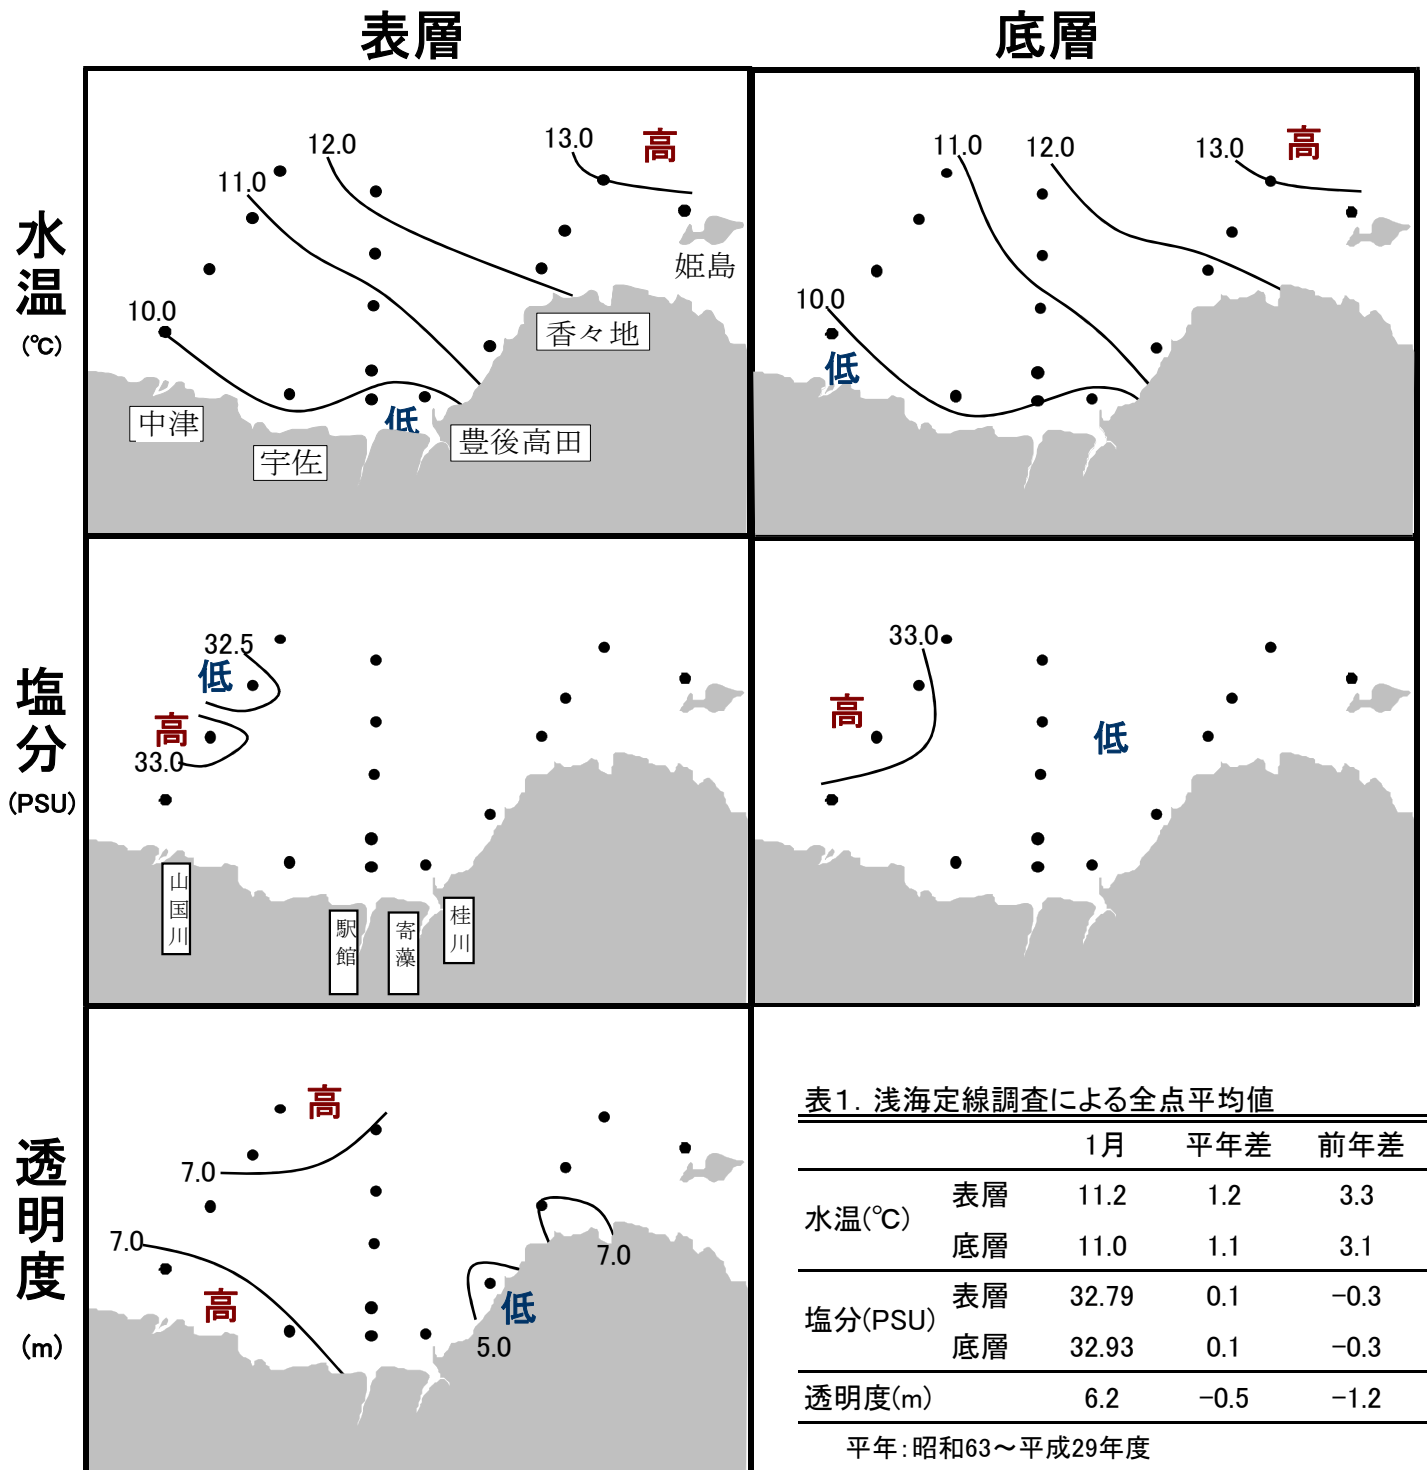 表層
底層
水温
(℃)
12.0
13.0
高
11.0
10.0
姫島
香々地
中津
宇佐
低
豊後高田
11.0
12.0
13.0
高
10.0
低
塩分
(PSU)
32.5
低
高
33.0
山国川
駅館
寄藻
桂川
33.0
高
低
透明度
(m)
高
7.0
7.0
高
7.0
低
5.0
表1. 浅海定線調査による全点平均値
1月 平年差 前年差
水温(℃) 表層 11.2 1.2 3.3
底層 11.0 1.1 3.1
塩分(PSU) 表層 32.79 0.1 −0.3
底層 32.93 0.1 −0.3
透明度(m) 6.2 −0.5 −1.2
平年：昭和63～平成29年度